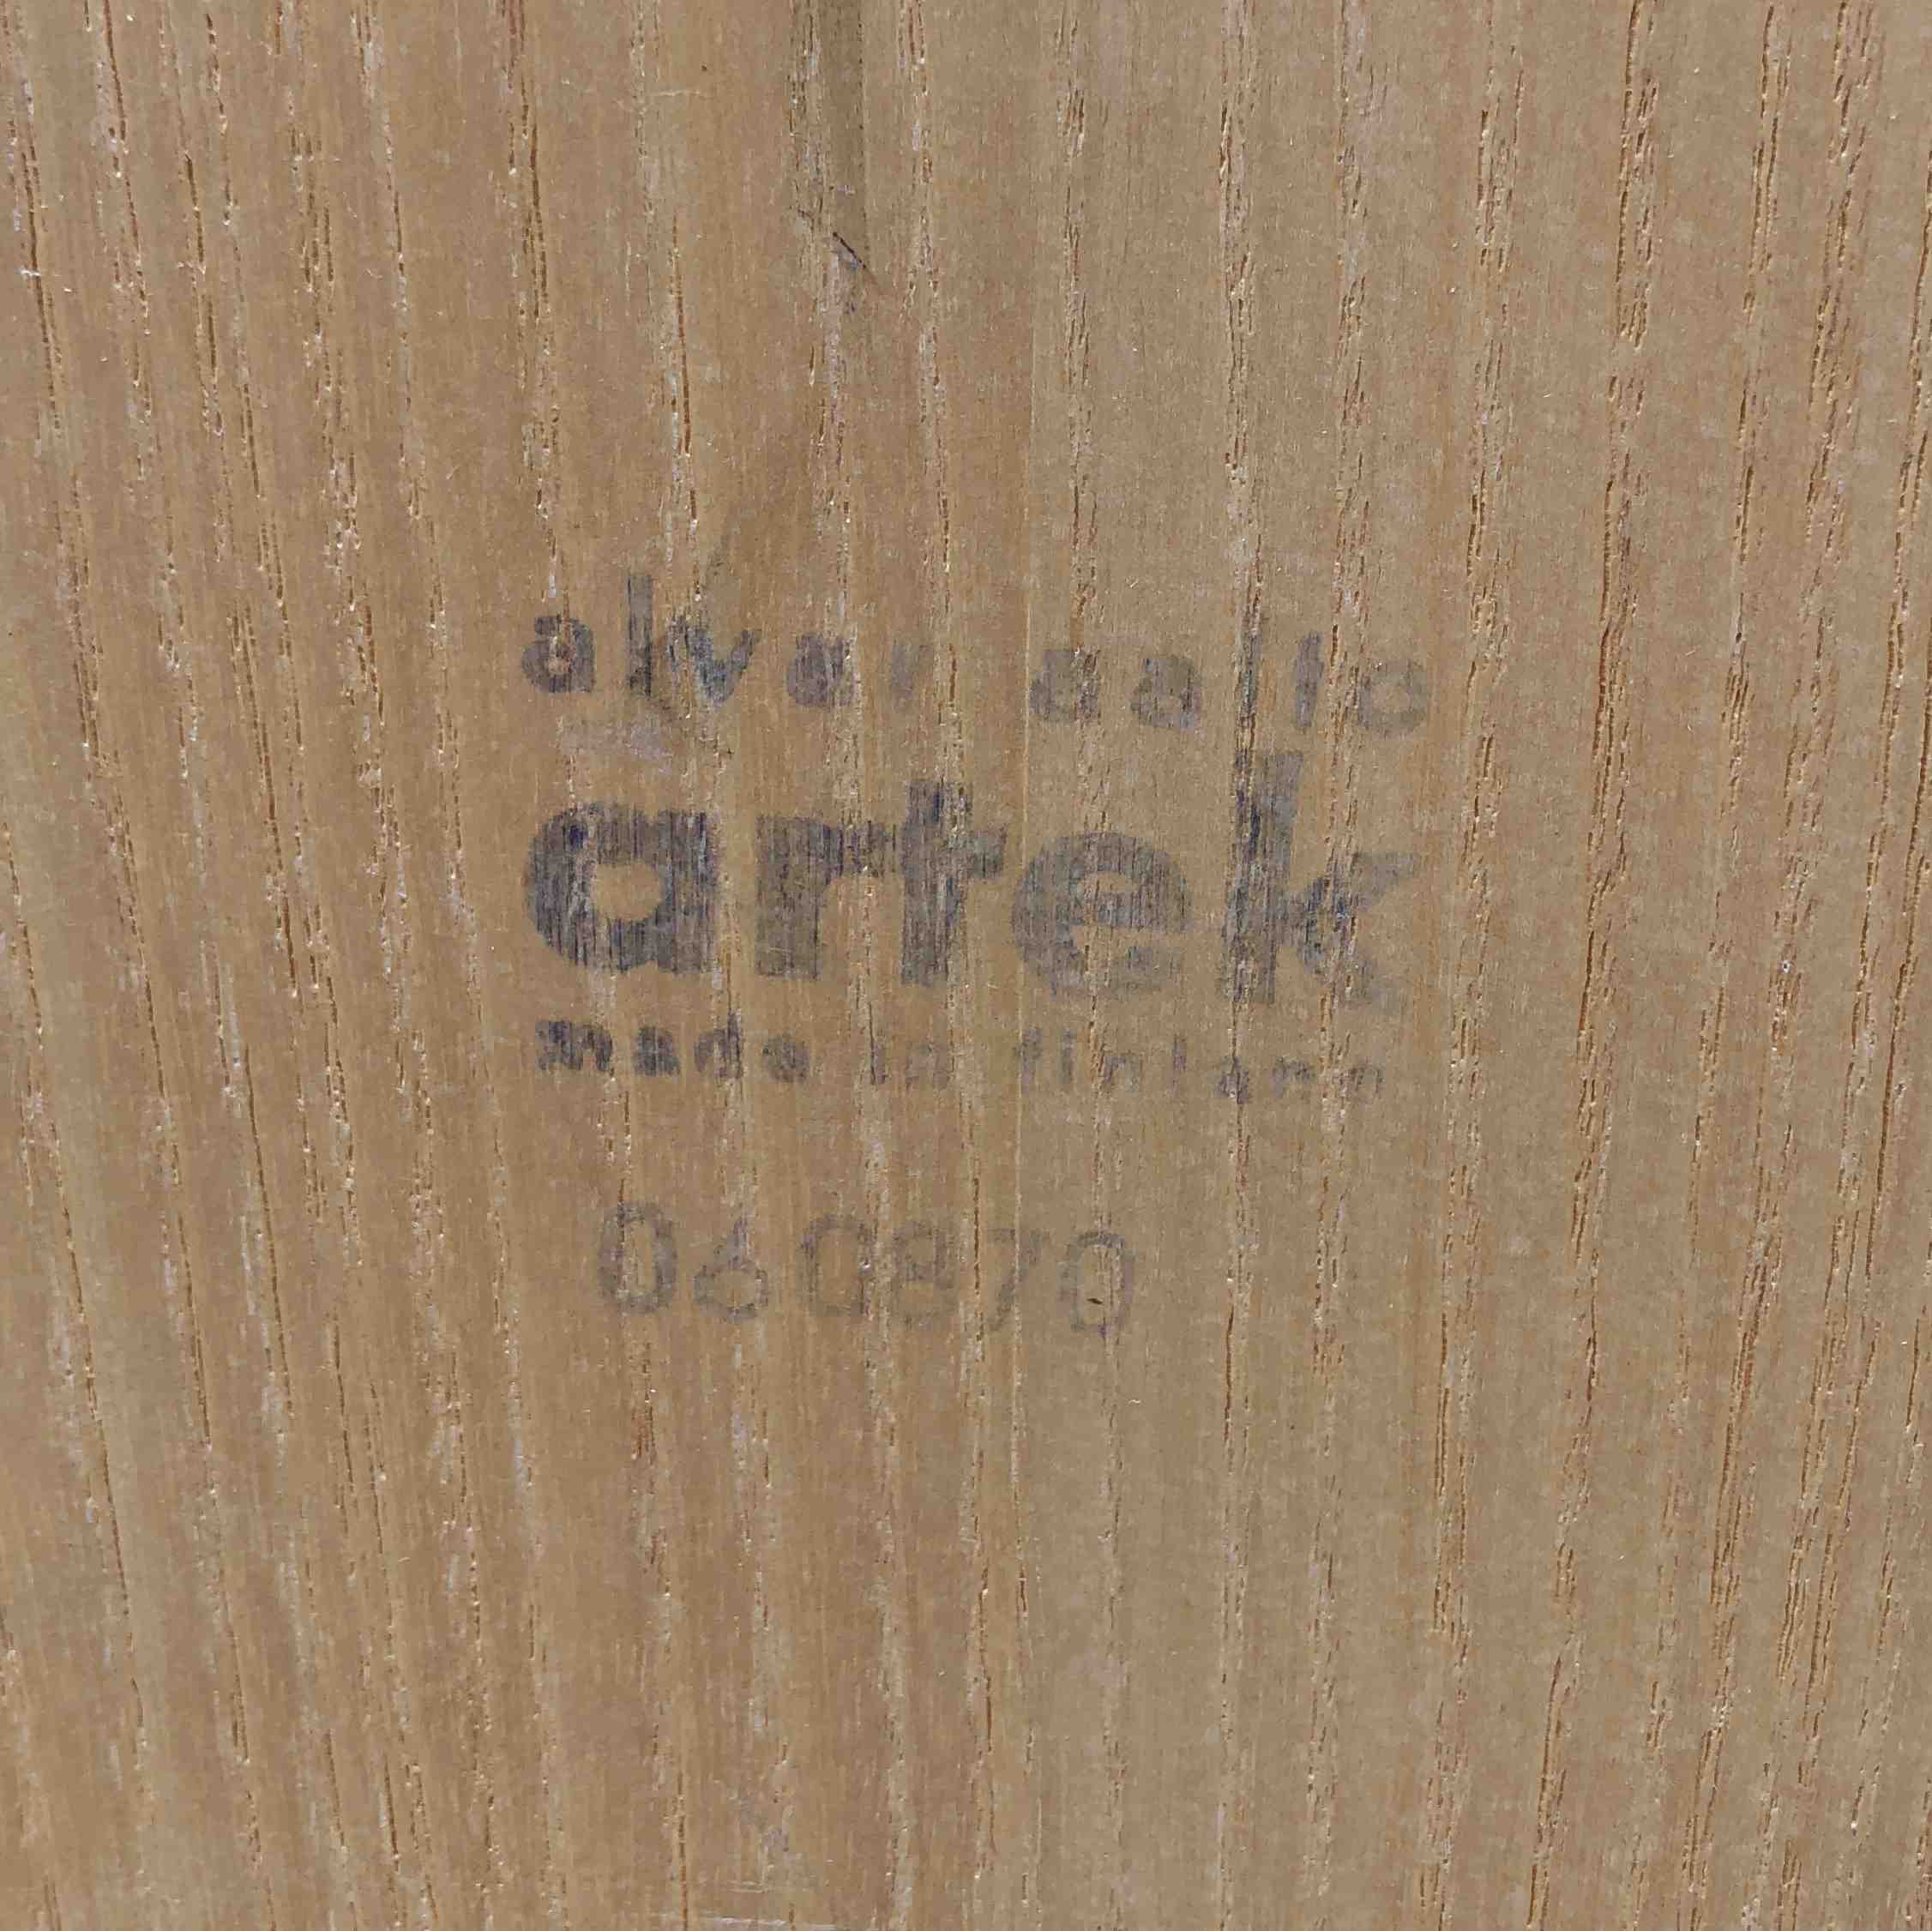 alvar aalto
artek
made in finland
060870